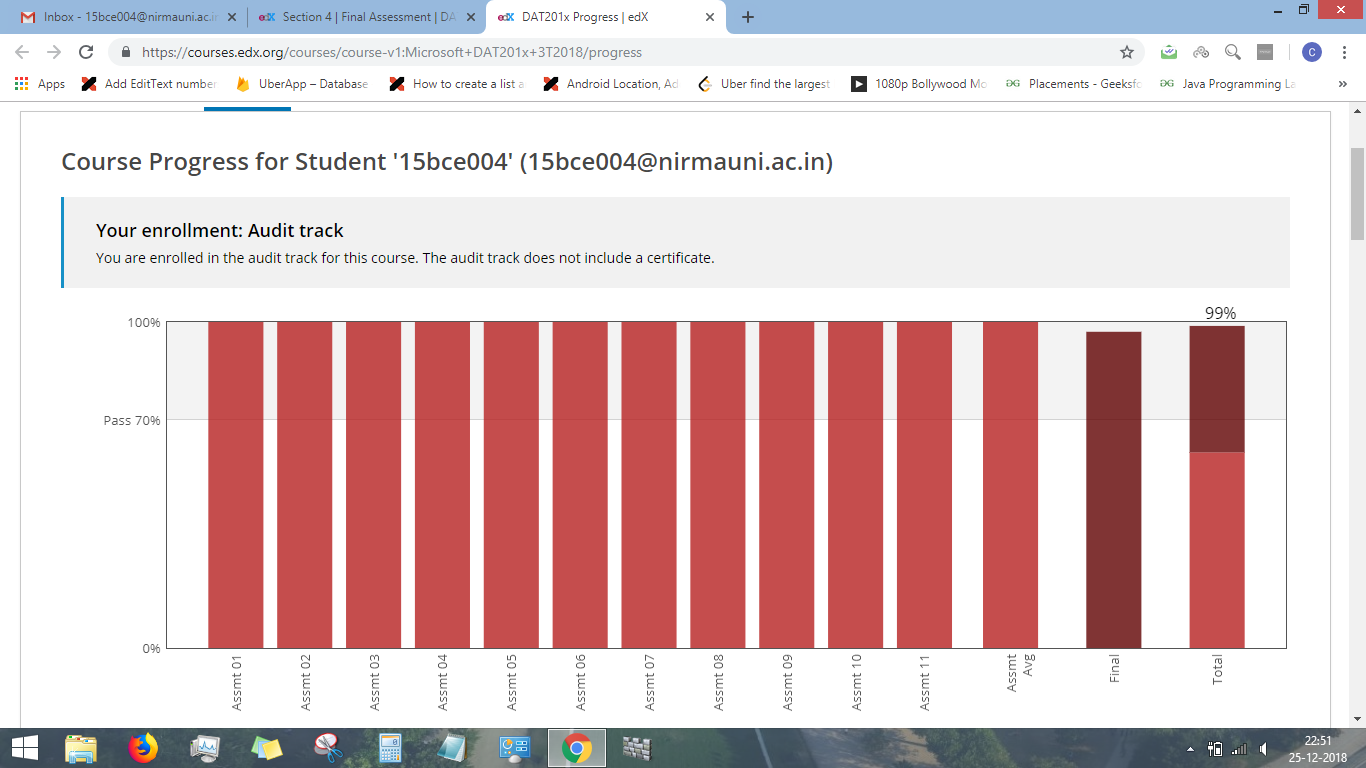 Inbox - 15bce004@nirmauni.ac.i
edX Section 4 | Final Assessment | DA
edX DAT201x Progress | edX
https://courses.edx.org/courses/course-v1:Microsoft+DAT201x+3T2018/progress
C
Apps
Add EditText number
UberApp – Database
How to create a list a
Android Location, Ad
Uber find the largest
1080p Bollywood Mo
Placements - Geeksfo
Java Programming La
»
Course Progress for Student '15bce004' (15bce004@nirmauni.ac.in)
Your enrollment: Audit track
You are enrolled in the audit track for this course. The audit track does not include a certificate.
99%
100%
Pass 70%
0%
Assmt 01
Assmt 02
Assmt 03
Assmt 04
Assmt 05
Assmt 06
Assmt 07
Assmt 08
Assmt 09
Assmt 10
Assmt 11
Assmt
Avg
Final
Total
22:51
25-12-2018